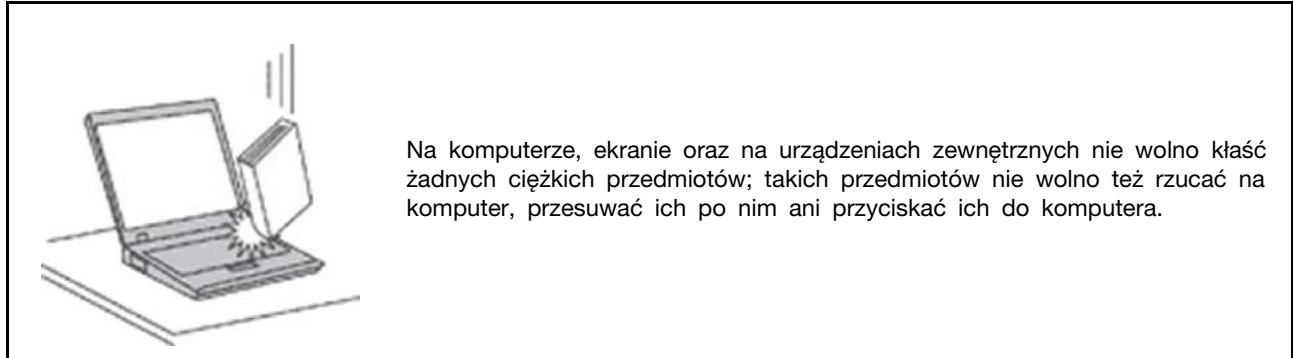 Na komputerze, ekranie oraz na urządzeniach zewnętrznych nie wolno kłaść
żadnych ciężkich przedmiotów; takich przedmiotów nie wolno też rzucać na
komputer, przesuwać ich po nim ani przyciskać ich do komputera.